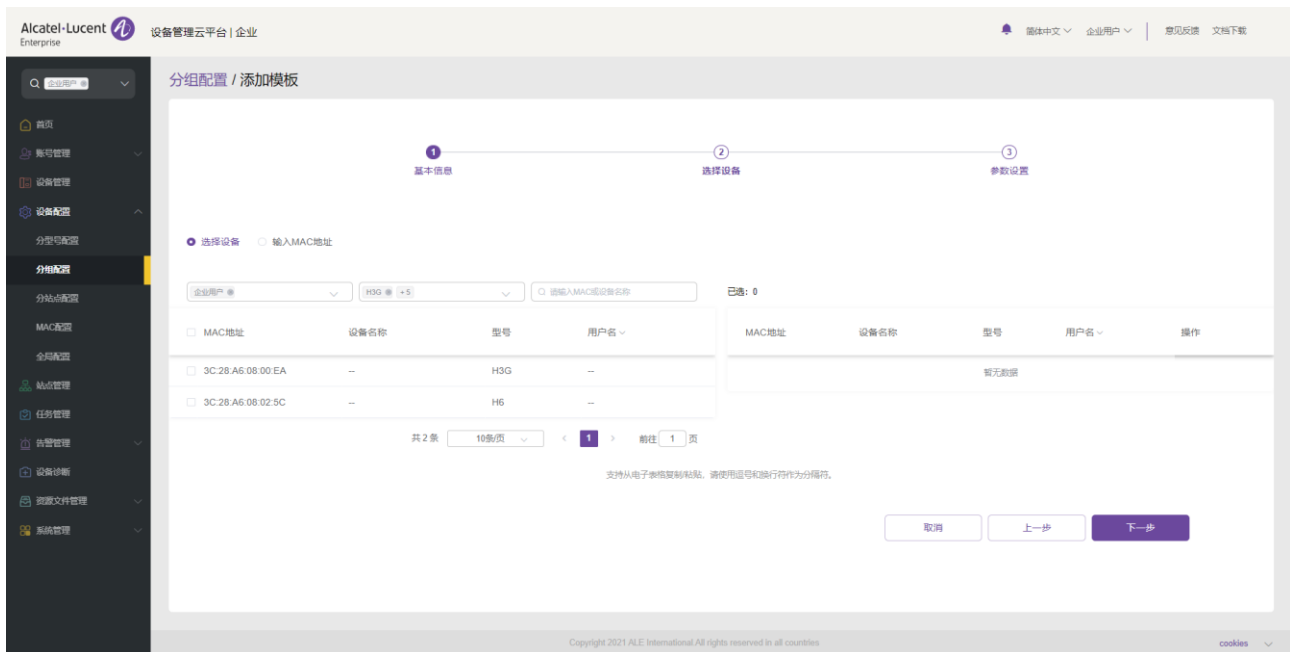 Alcatel·Lucent
Enterprise
设备管理云平台 | 企业
简体中文 企业用户 意见反馈 文档下载
企业用户
首页
账号管理
设备管理
设备配置
分型号配置
分组配置
分站点配置
MAC配置
全局配置
站点管理
任务管理
告警管理
设备诊断
资源文件管理
系统管理
分组配置 / 添加模板
1 2 3
基本信息 选择设备 参数设置
选择设备 输入MAC地址
企业用户 H3G + 5 请输入MAC或设备名称 已选: 0
MAC地址 设备名称 型号 用户名 MAC地址 设备名称 型号 用户名 操作
3C:28:A6:08:00:EA -- H3G -- 暂无数据
3C:28:A6:08:02:5C -- H6 --
共 2 条 10条/页 < 1 > 前往 1 页
支持从电子表格复制/粘贴，请使用逗号和换行符作为分隔符。
取消 上一步 下一步
Copyright 2021 ALE International.All rights reserved in all countries cookies